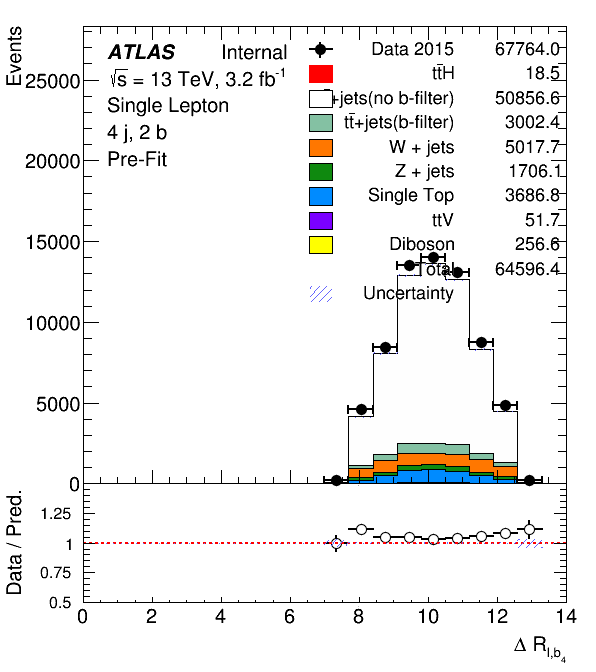 Events
ATLAS Internal
√s = 13 TeV, 3.2 fb-1
Single Lepton
4 j, 2 b
Pre-Fit
Data 2015 67764.0
tt̄H 18.5
+jets(no b-filter) 50856.6
tt̄+jets(b-filter) 3002.4
W + jets 5017.7
Z + jets 1706.1
Single Top 3686.8
ttV 51.7
Diboson 256.6
Total 64596.4
Uncertainty
25000
20000
15000
10000
5000
0
Data / Pred.
1.25
1
0.75
0.5
0 2 4 6 8 10 12 14
Δ R l,b4